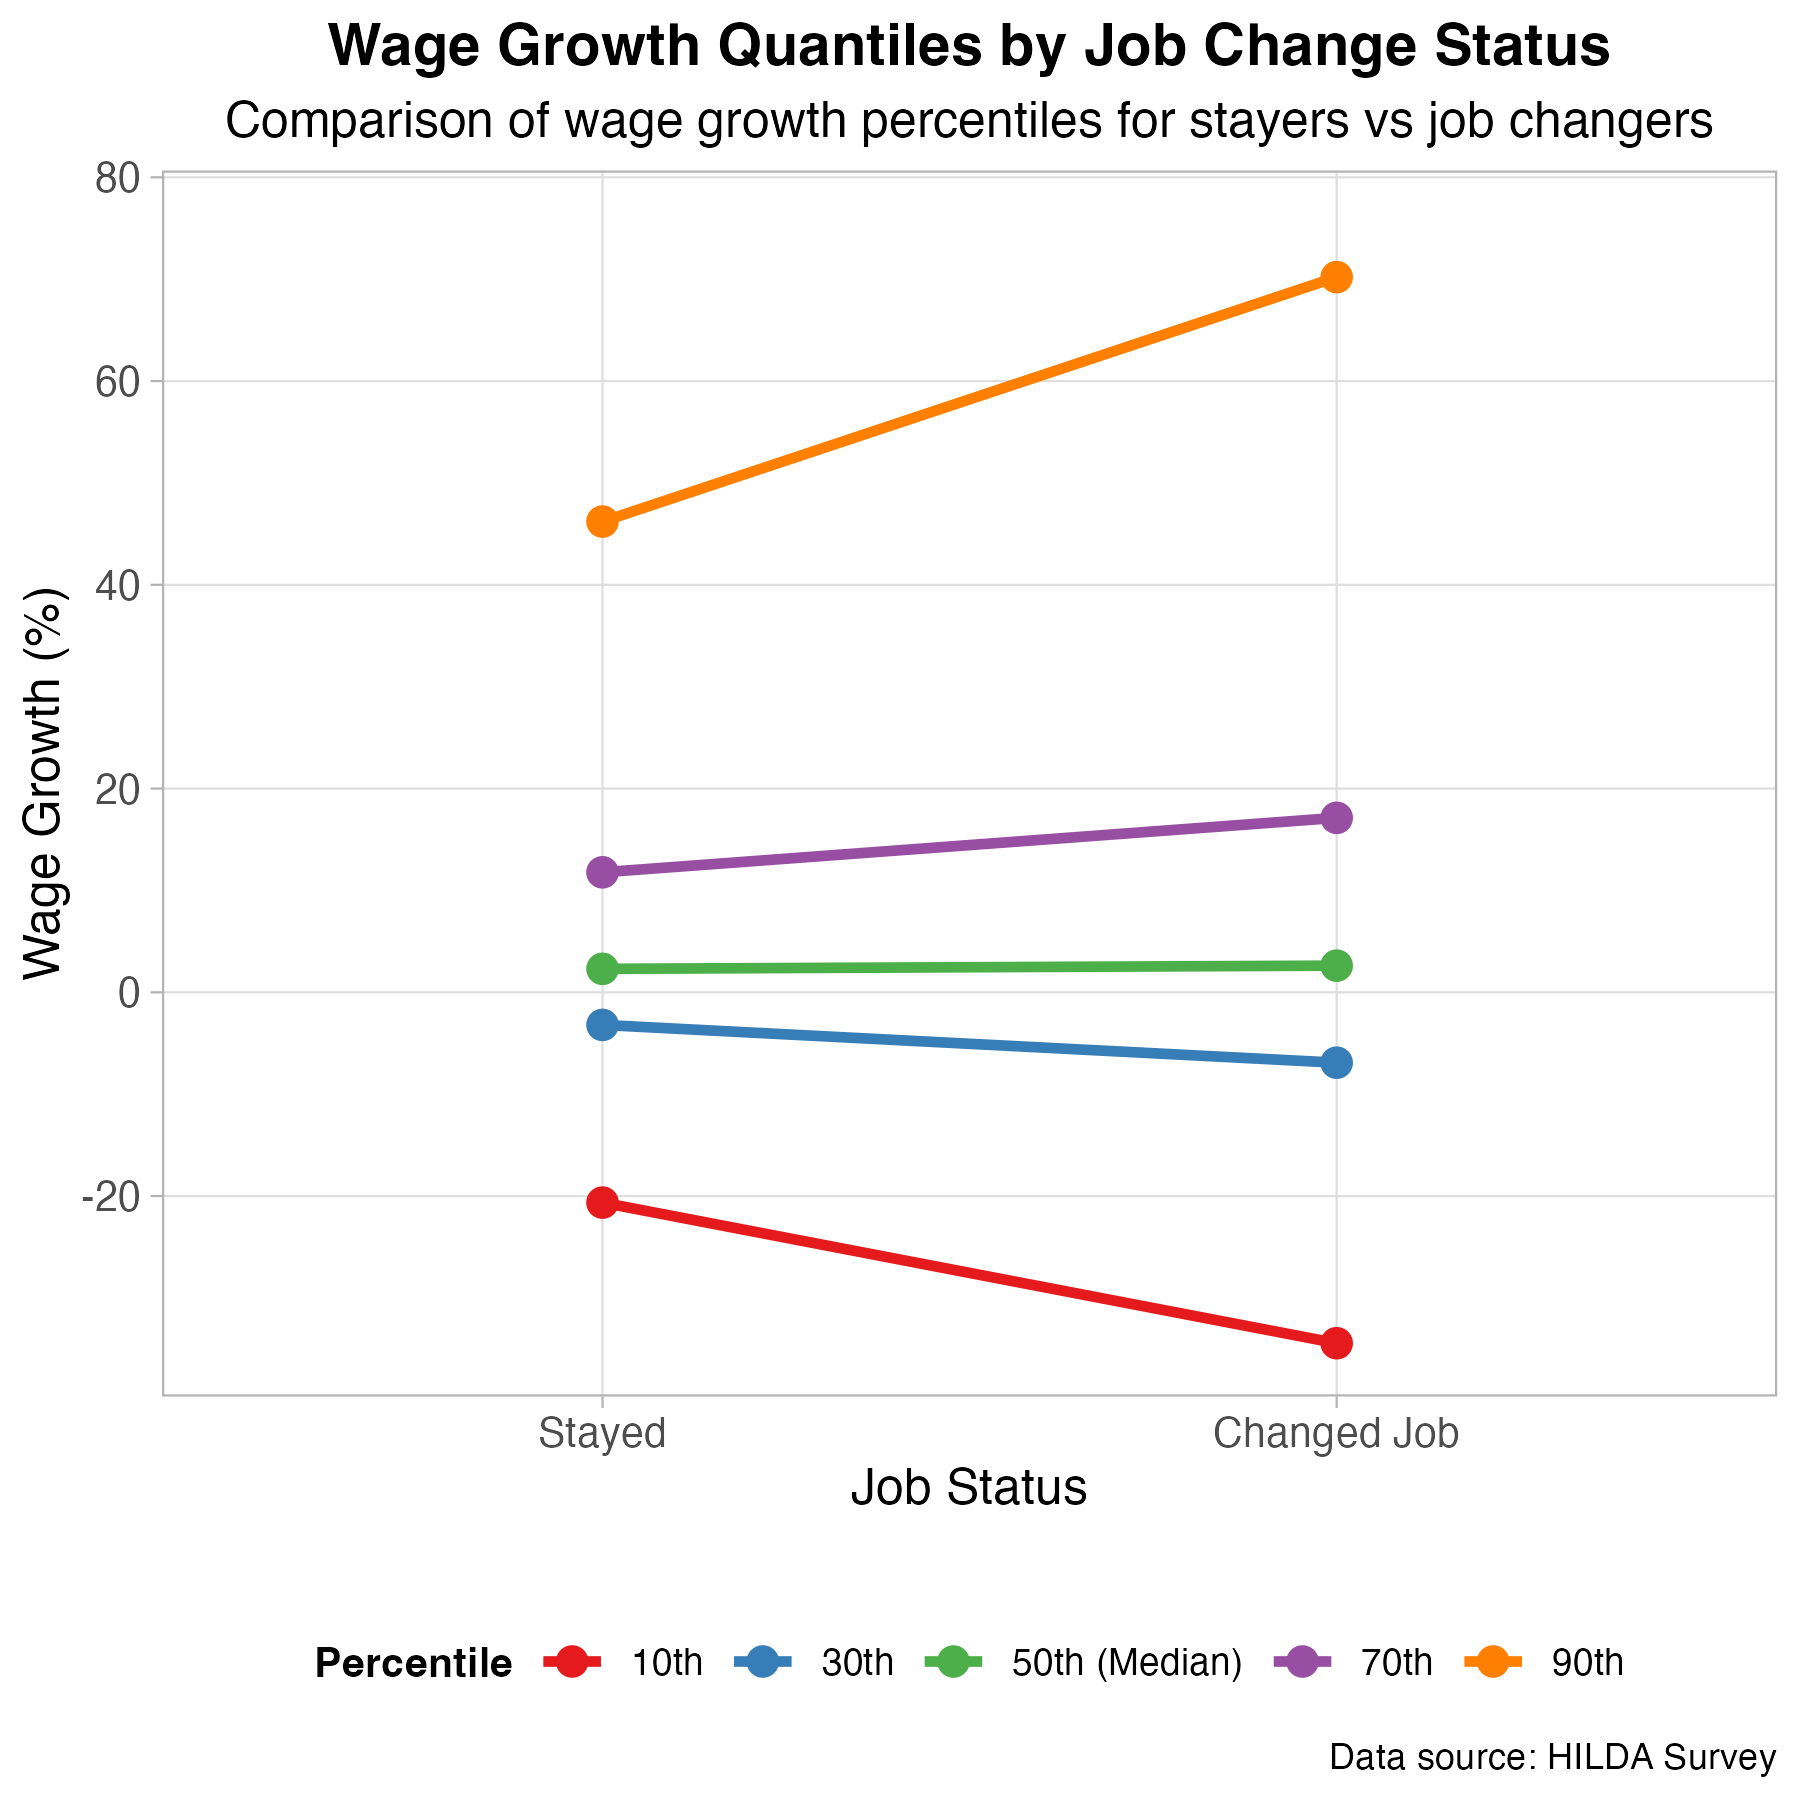 Wage Growth Quantiles by Job Change Status
Comparison of wage growth percentiles for stayers vs job changers
80
60
40
20
0
-20
Wage Growth (%)
Stayed
Changed Job
Job Status
Percentile 10th 30th 50th (Median) 70th 90th
Data source: HILDA Survey